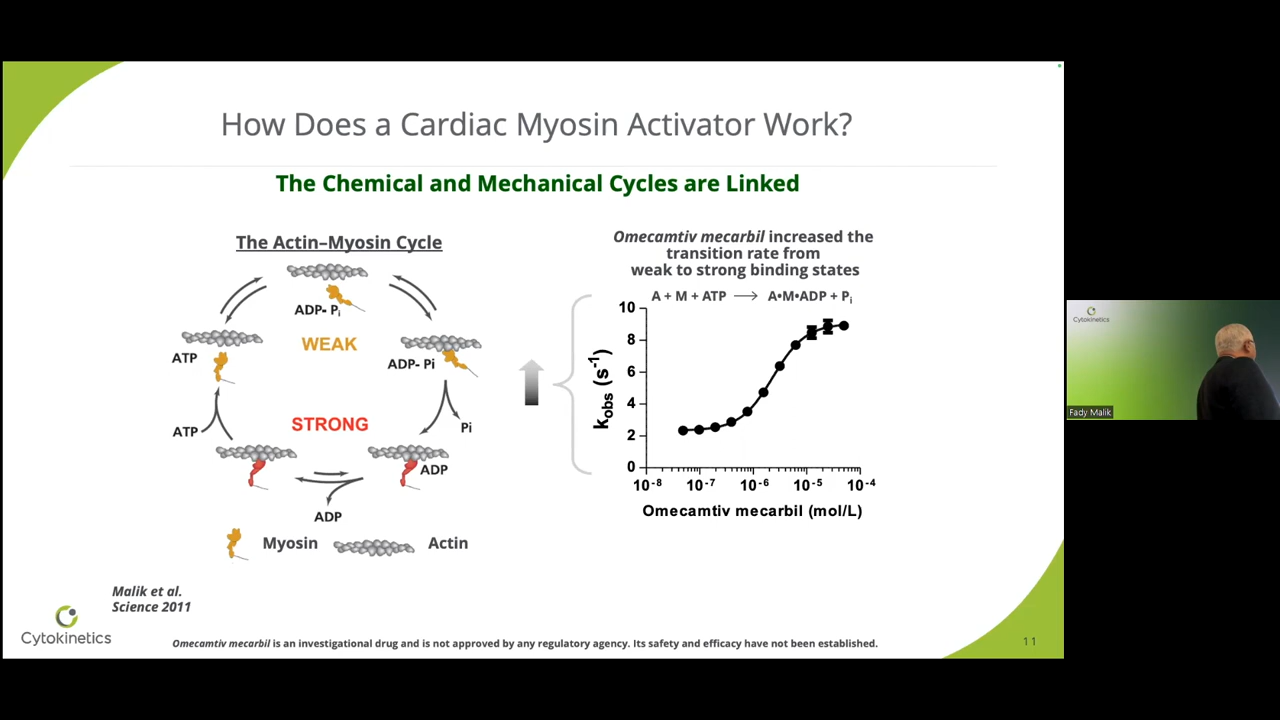 How Does a Cardiac Myosin Activator Work?
The Chemical and Mechanical Cycles are Linked
The Actin–Myosin Cycle
ADP- Pi
ATP
WEAK
ADP- Pi
ATP
STRONG
Pi
ADP
ADP
Myosin
Actin
Omecamtiv mecarbil increased the
transition rate from
weak to strong binding states
A + M + ATP ⟶ A•M•ADP + Pi
10
8
6
4
2
0
kobs (s-1)
10-8 10-7 10-6 10-5 10-4
Omecamtiv mecarbil (mol/L)
Malik et al.
Science 2011
Cytokinetics
Omecamtiv mecarbil is an investigational drug and is not approved by any regulatory agency. Its safety and efficacy have not been established.
11
Cytokinetics
Fady Malik